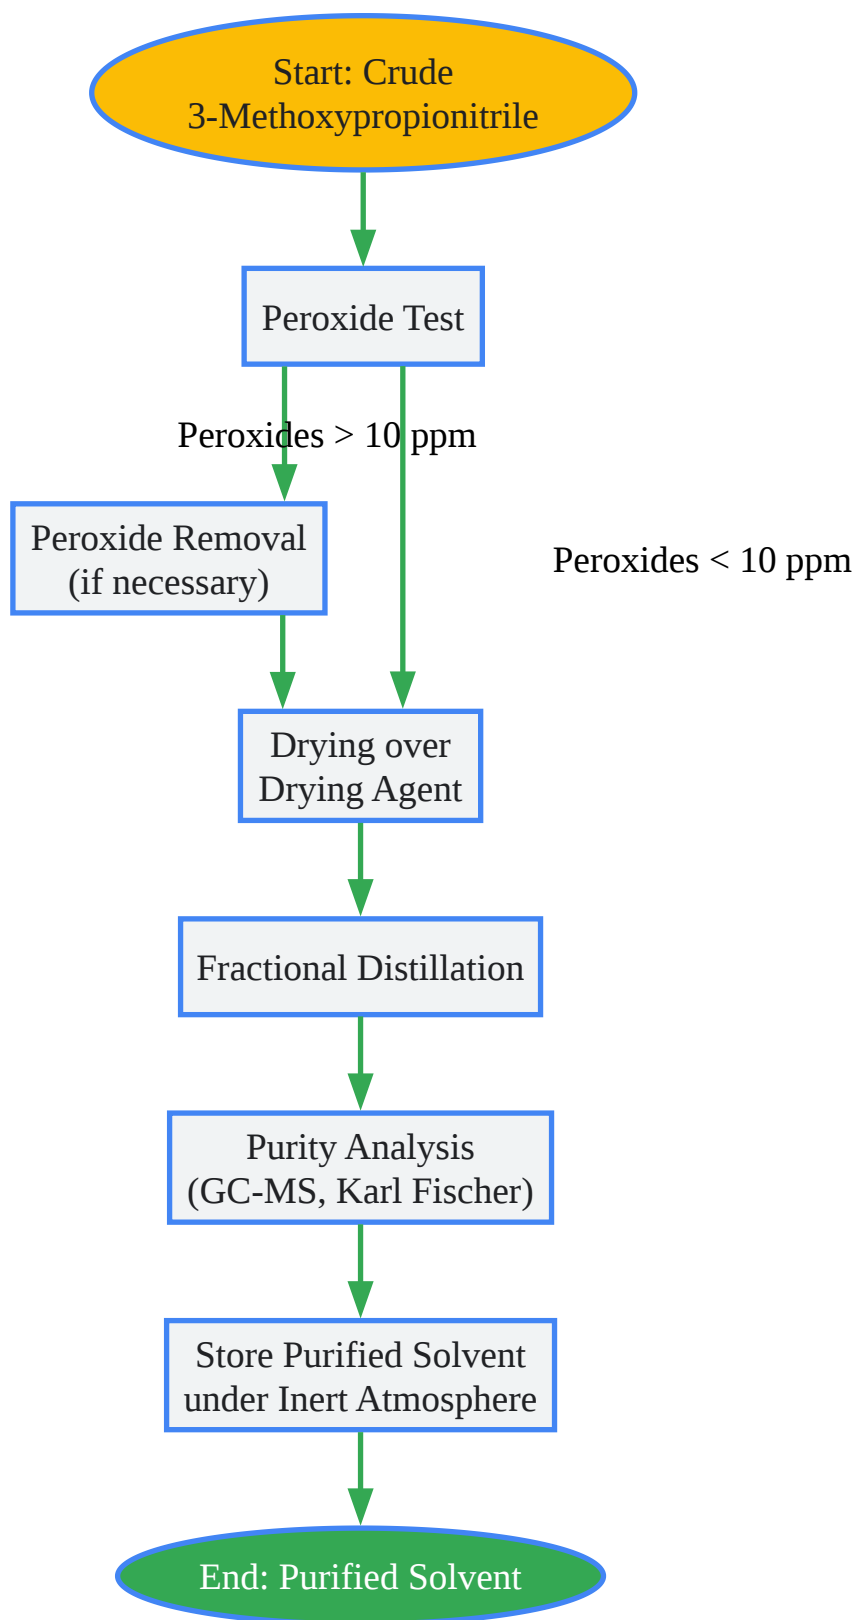 Start: Crude
3-Methoxypropionitrile
Peroxide Test
Peroxides > 10 ppm
Peroxide Removal
(if necessary)
Peroxides < 10 ppm
Drying over
Drying Agent
Fractional Distillation
Purity Analysis
(GC-MS, Karl Fischer)
Store Purified Solvent
under Inert Atmosphere
End: Purified Solvent